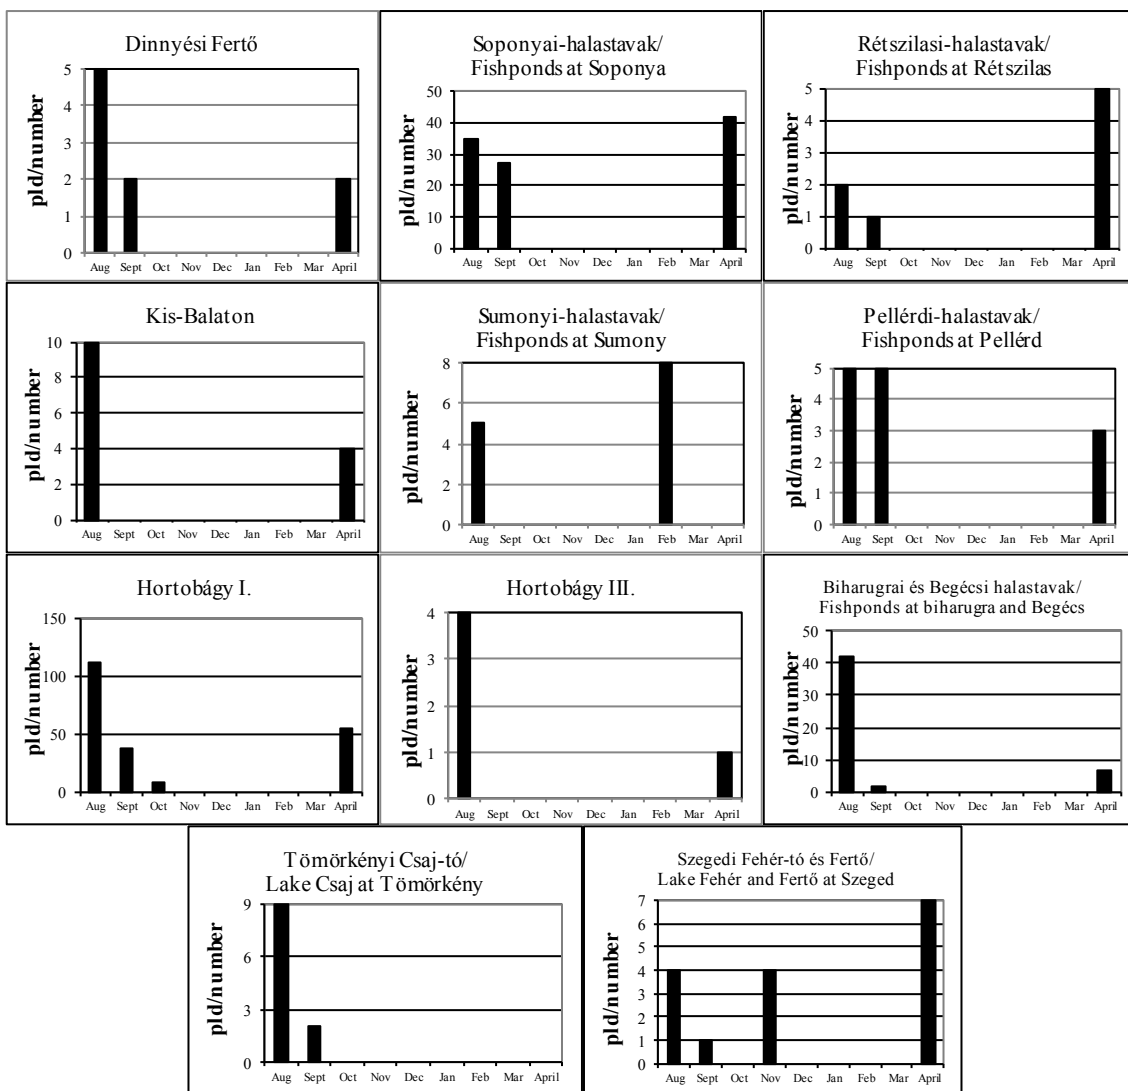 Dinnyési Fertő
pld/number
5
4
3
2
1
0
Aug Sept Oct Nov Dec Jan Feb Mar April
Soponyai-halastavak/
Fishponds at Soponya
pld/number
50
40
30
20
10
0
Aug Sept Oct Nov Dec Jan Feb Mar April
Rétszilasi-halastavak/
Fishponds at Rétszilas
pld/number
5
4
3
2
1
0
Aug Sept Oct Nov Dec Jan Feb Mar April
Kis-Balaton
pld/number
10
8
6
4
2
0
Aug Sept Oct Nov Dec Jan Feb Mar April
Sumonyi-halastavak/
Fishponds at Sumony
pld/number
8
6
4
2
0
Aug Sept Oct Nov Dec Jan Feb Mar April
Pellérdi-halastavak/
Fishponds at Pellérd
pld/number
5
4
3
2
1
0
Aug Sept Oct Nov Dec Jan Feb Mar April
Hortobágy I.
pld/number
150
100
50
0
Aug Sept Oct Nov Dec Jan Feb Mar April
Hortobágy III.
pld/number
4
3
2
1
0
Aug Sept Oct Nov Dec Jan Feb Mar April
Biharugrai és Begécsi halastavak/
Fishponds at biharugra and Begécs
pld/number
50
40
30
20
10
0
Aug Sept Oct Nov Dec Jan Feb Mar April
Tömörkényi Csaj-tó/
Lake Csaj at Tömörkény
pld/number
9
6
3
0
Aug Sept Oct Nov Dec Jan Feb Mar April
Szegedi Fehér-tó és Fertő/
Lake Fehér and Fertő at Szeged
pld/number
7
6
5
4
3
2
1
0
Aug Sept Oct Nov Dec Jan Feb Mar April